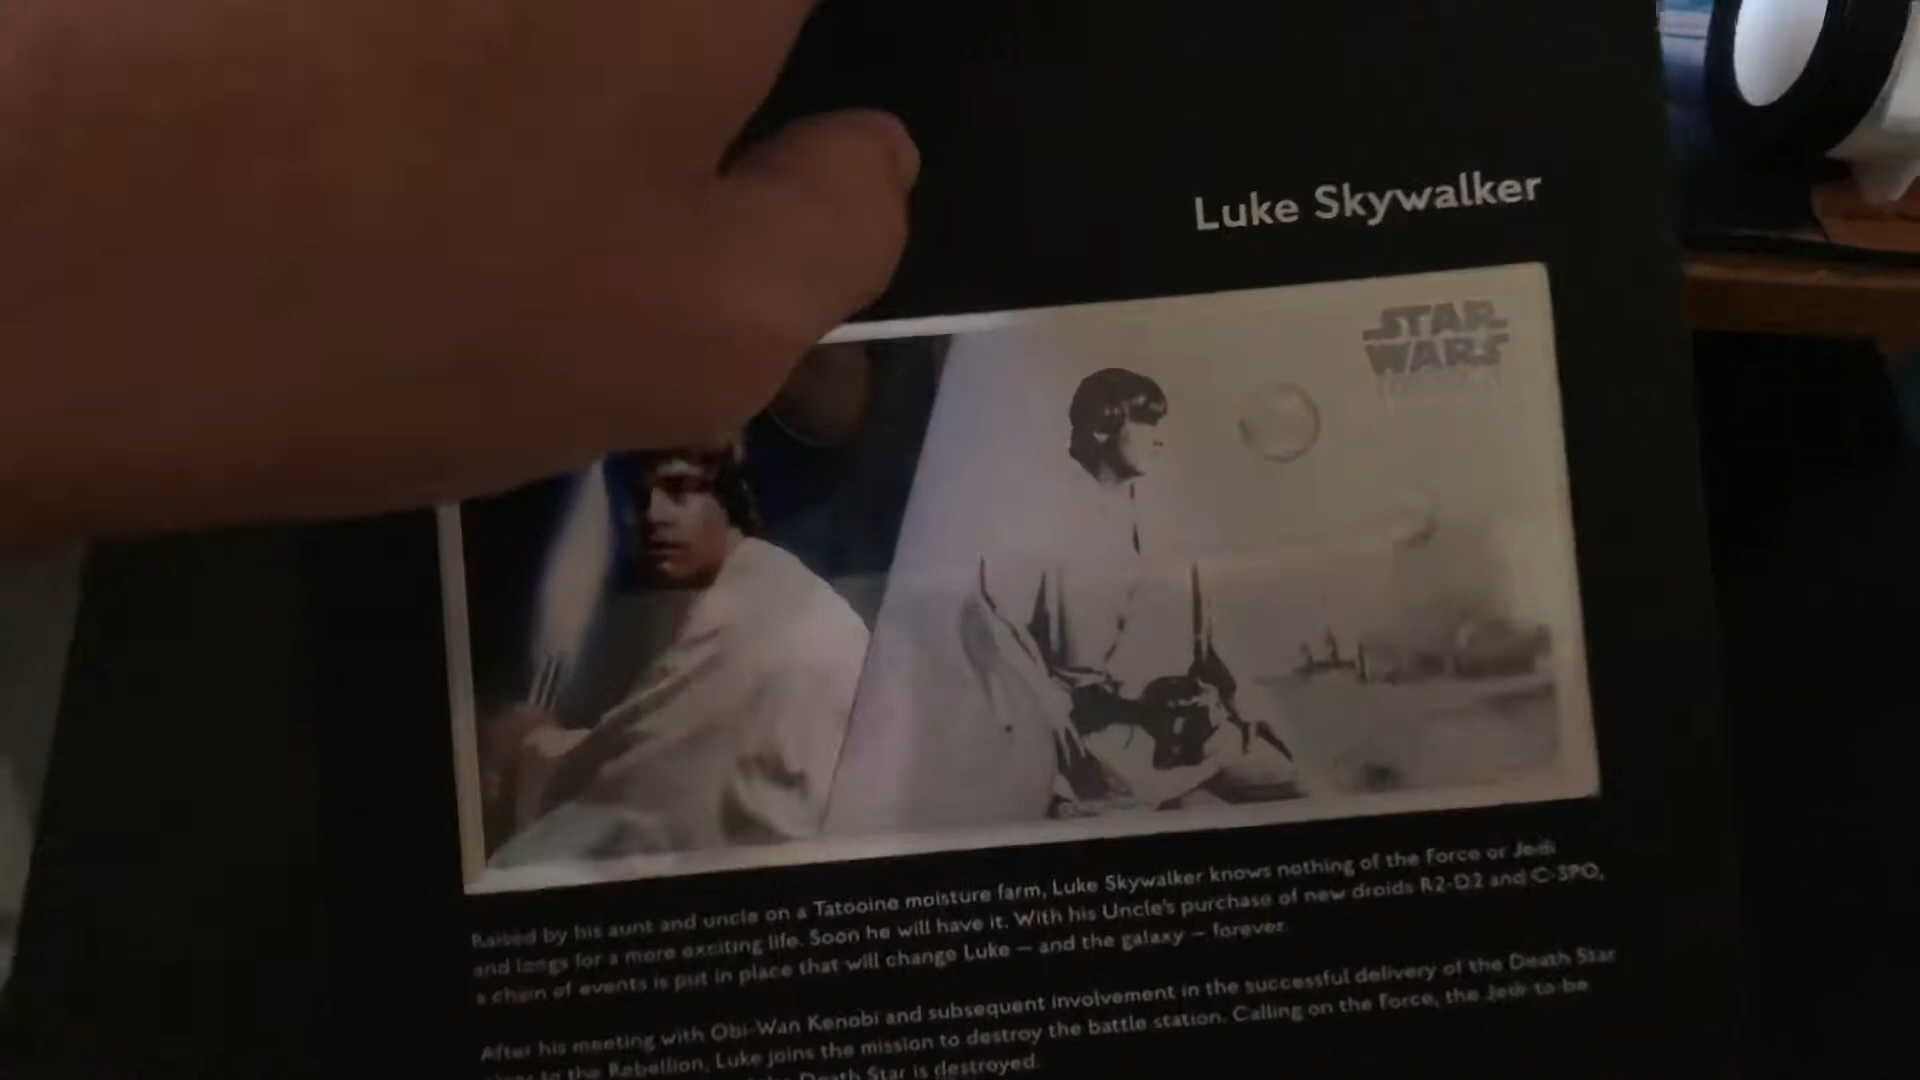 Luke Skywalker
STAR
WARS
Raised by his aunt and uncle on a Tatooine moisture farm, Luke Skywalker knows nothing of the Force or Jedi
and longs for a more exciting life. Soon he will have it. With his Uncle's purchase of new droids R2-D2 and C-3PO,
a chain of events is put in place that will change Luke – and the galaxy – forever.
After his meeting with Obi-Wan Kenobi and subsequent involvement in the successful delivery of the Death Star
to the Rebellion, Luke joins the mission to destroy the battle station. Calling on the Force, the Jedi-to-be
Death Star is destroyed.